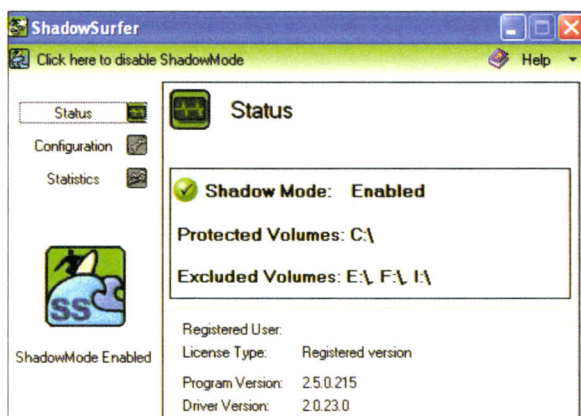 ShadowSurfer
Click here to disable ShadowMode
Help
Status
Configuration
Statistics
SS
ShadowMode Enabled
Status
Shadow Mode: Enabled
Protected Volumes: C:\
Excluded Volumes: E:\, F:\, I:\
Registered User:
License Type: Registered version
Program Version: 2.5.0.215
Driver Version: 2.0.23.0